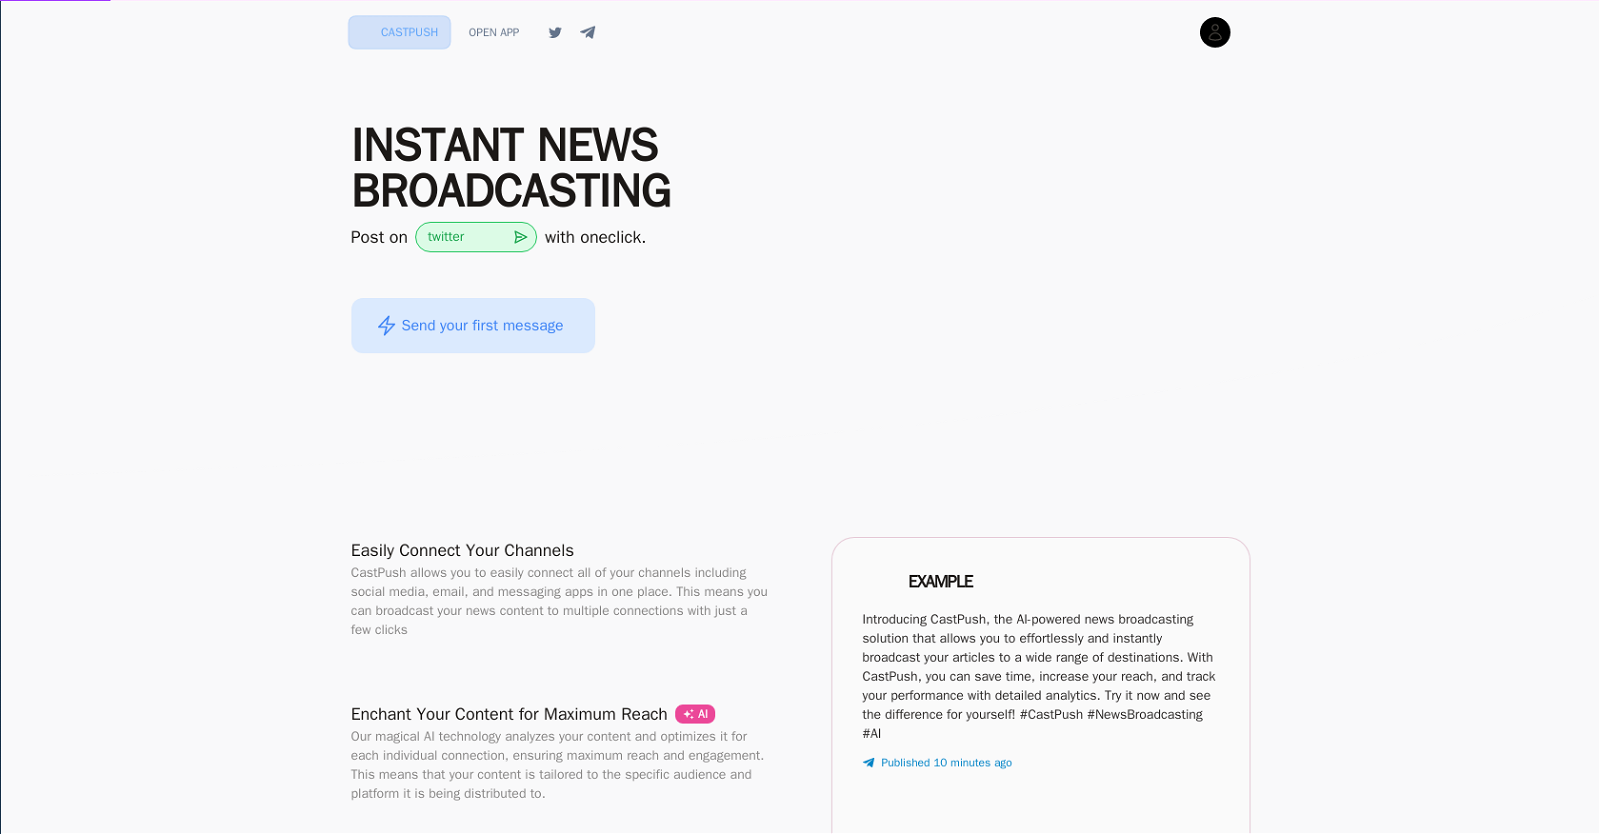 CASTPUSH OPEN APP
INSTANT NEWS
BROADCASTING
Post on twitter with oneclick.
Send your first message
Easily Connect Your Channels
CastPush allows you to easily connect all of your channels including
social media, email, and messaging apps in one place. This means you
can broadcast your news content to multiple connections with just a
few clicks
Enchant Your Content for Maximum Reach AI
Our magical AI technology analyzes your content and optimizes it for
each individual connection, ensuring maximum reach and engagement.
This means that your content is tailored to the specific audience and
platform it is being distributed to.
EXAMPLE
Introducing CastPush, the AI-powered news broadcasting
solution that allows you to effortlessly and instantly
broadcast your articles to a wide range of destinations. With
CastPush, you can save time, increase your reach, and track
your performance with detailed analytics. Try it now and see
the difference for yourself! #CastPush #NewsBroadcasting
#AI
Published 10 minutes ago